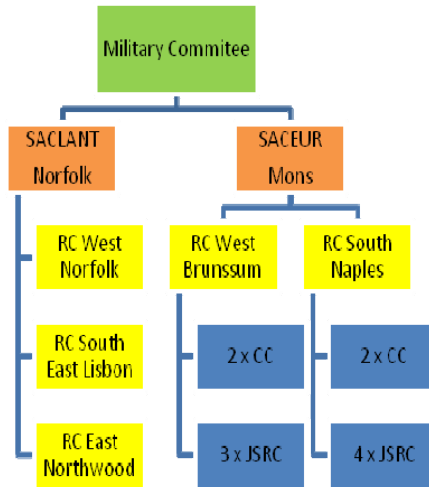 Military Commitee
SACLANT
Norfolk
SACEUR
Mons
RC West
Norfolk
RC West
Brunssum
RC South
Naples
RC South
East Lisbon
2 x CC
2 x CC
RC East
Northwood
3 x JSRC
4 x JSRC